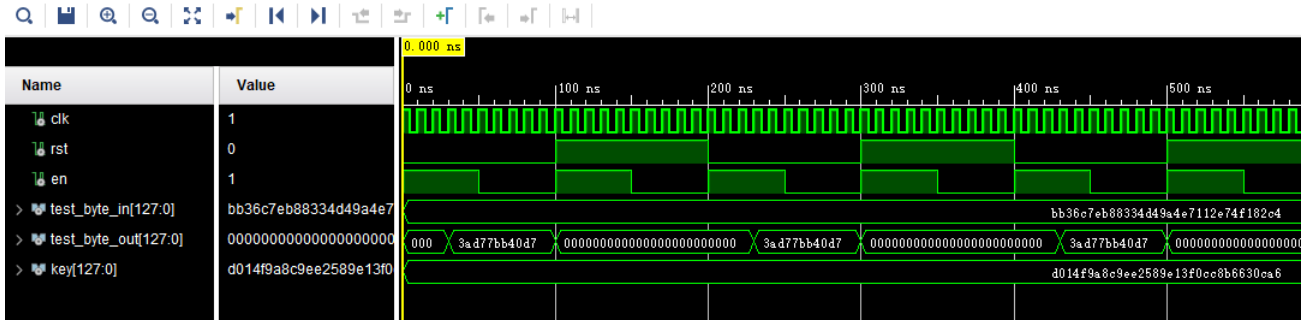 0.000 ns
Name Value 0 ns 100 ns 200 ns 300 ns 400 ns 500 ns
clk 1
rst 0
en 1
test_byte_in[127:0] bb36c7eb88334d49a4e7 bb36c7eb88334d49a4e7112e74f182c4
test_byte_out[127:0] 00000000000000000000 000 3ad77bb40d7 000000000000000000000000 3ad77bb40d7 000000000000000000000000 3ad77bb40d7 00000000000000000
key[127:0] d014f9a8c9ee2589e13f0 d014f9a8c9ee2589e13f0cc8b6630ca6